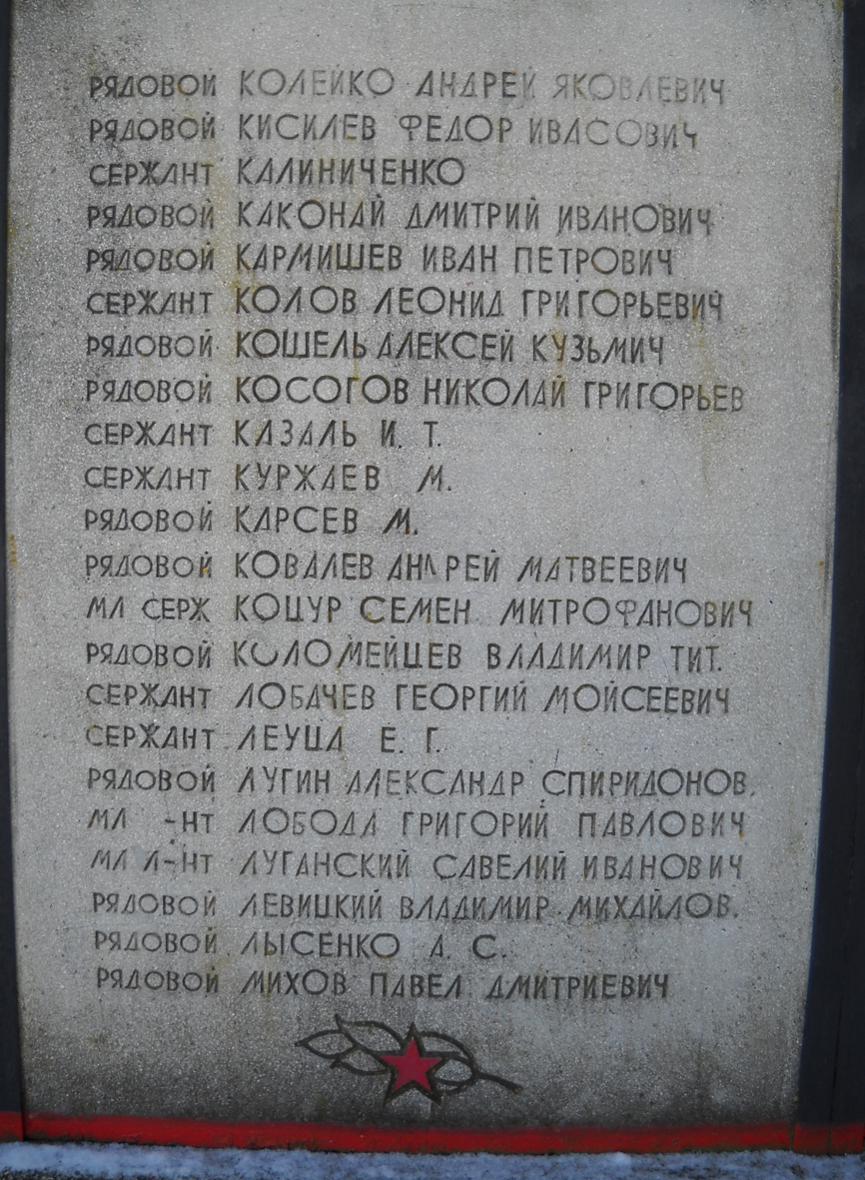 РЯДОВОЙ КОЛЕЙКО АНДРЕЙ ЯКОВЛЕВИЧ
РЯДОВОЙ КИСИЛЕВ ФЕДОР ИВАСОВИЧ
СЕРЖАНТ КАЛИНИЧЕНКО
РЯДОВОЙ КАКОНАЙ ДМИТРИЙ ИВАНОВИЧ
РЯДОВОЙ КАРМИШЕВ ИВАН ПЕТРОВИЧ
СЕРЖАНТ КОЛОВ ЛЕОНИД ГРИГОРЬЕВИЧ
РЯДОВОЙ КОШЕЛЬ АЛЕКСЕЙ КУЗЬМИЧ
РЯДОВОЙ КОСОГОВ НИКОЛАЙ ГРИГОРЬЕВ
СЕРЖАНТ КАЗАЛЬ И. Т.
СЕРЖАНТ КУРЖАЕВ М.
РЯДОВОЙ КАРСЕВ М.
РЯДОВОЙ КОВАЛЕВ АНДРЕЙ МАТВЕЕВИЧ
МЛ СЕРЖ КОЦУР СЕМЕН МИТРОФАНОВИЧ
РЯДОВОЙ КОЛОМЕЙЦЕВ ВЛАДИМИР ТИТ.
СЕРЖАНТ ЛОБАЧЕВ ГЕОРГИЙ МОЙСЕЕВИЧ
СЕРЖАНТ ЛЕУЦА Е. Г.
РЯДОВОЙ ЛУГИН АЛЕКСАНДР СПИРИДОНОВ.
МЛ -НТ ЛОБОДА ГРИГОРИЙ ПАВЛОВИЧ
МЛ Л-НТ ЛУГАНСКИЙ САВЕЛИЙ ИВАНОВИЧ
РЯДОВОЙ ЛЕВИЦКИЙ ВЛАДИМИР МИХАЙЛОВ.
РЯДОВОЙ ЛЫСЕНКО А. С.
РЯДОВОЙ МИХОВ ПАВЕЛ ДМИТРИЕВИЧ